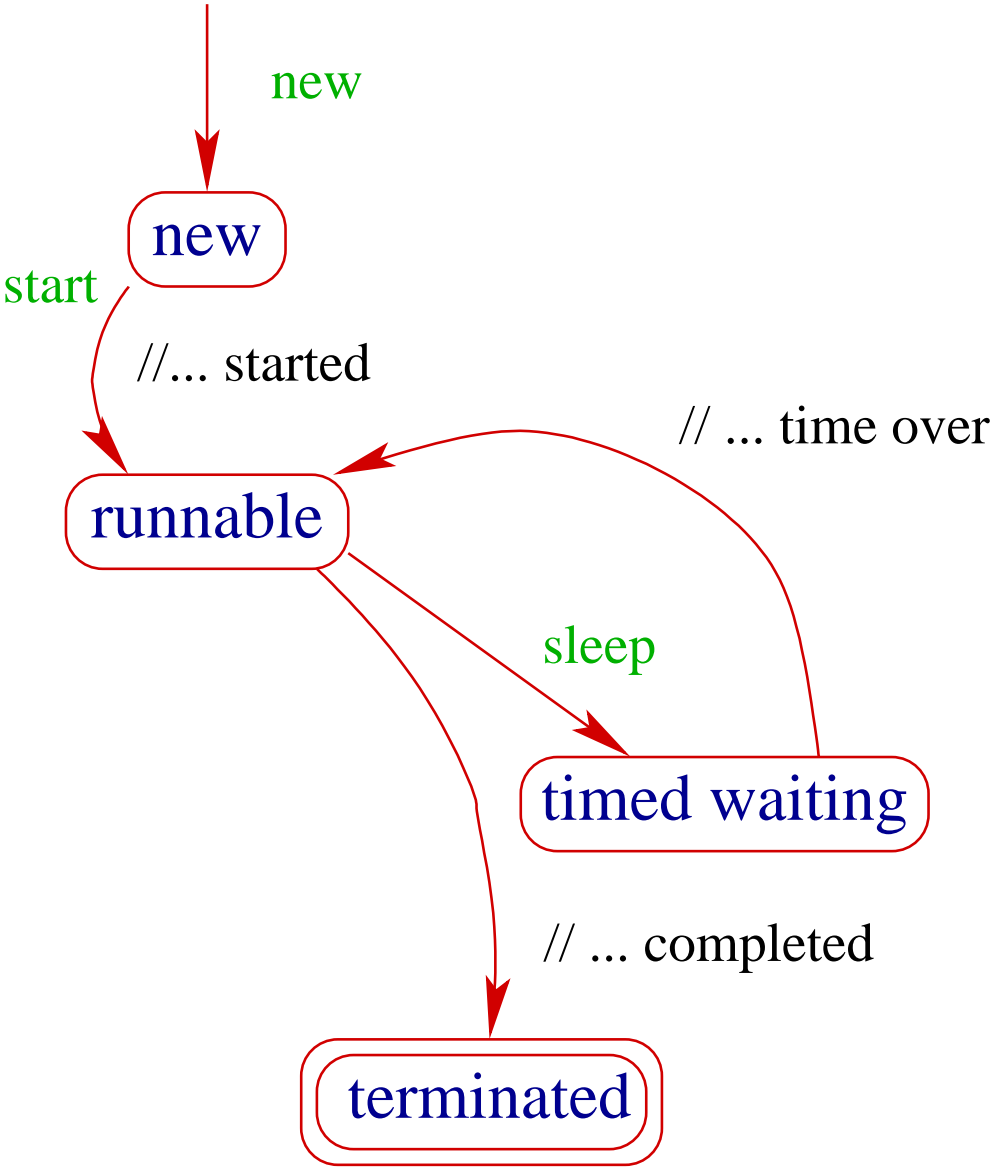 new
new
start
//... started
// ... time over
runnable
sleep
timed waiting
// ... completed
terminated